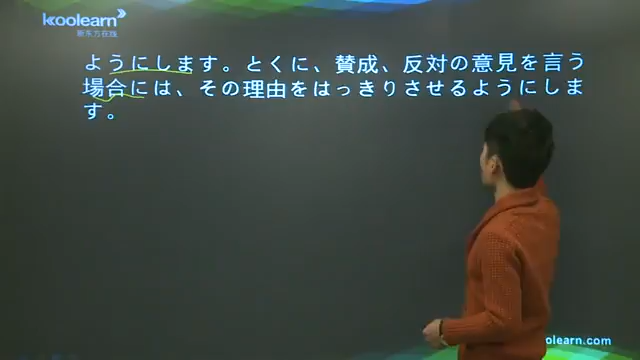 koolearn
新东方在线
ようにします。とくに、賛成、反対の意見を言う
場合には、その理由をはっきりさせるようにしま
す。
olearn.com